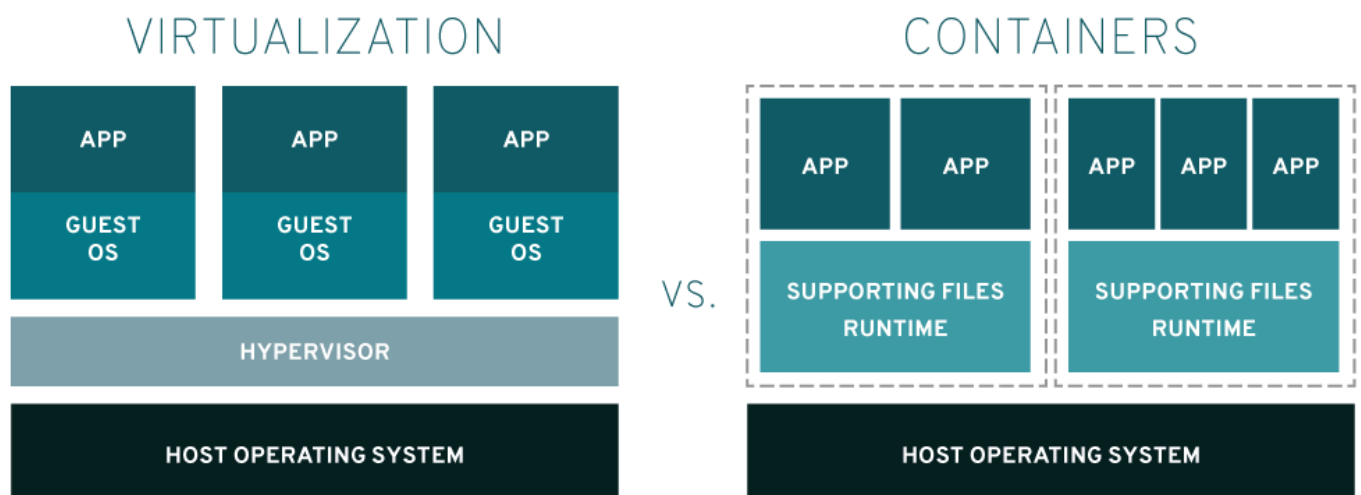 VIRTUALIZATION
APP
APP
APP
GUEST
OS
GUEST
OS
GUEST
OS
HYPERVISOR
HOST OPERATING SYSTEM
VS.
CONTAINERS
APP
APP
APP
APP
APP
SUPPORTING FILES
RUNTIME
SUPPORTING FILES
RUNTIME
HOST OPERATING SYSTEM